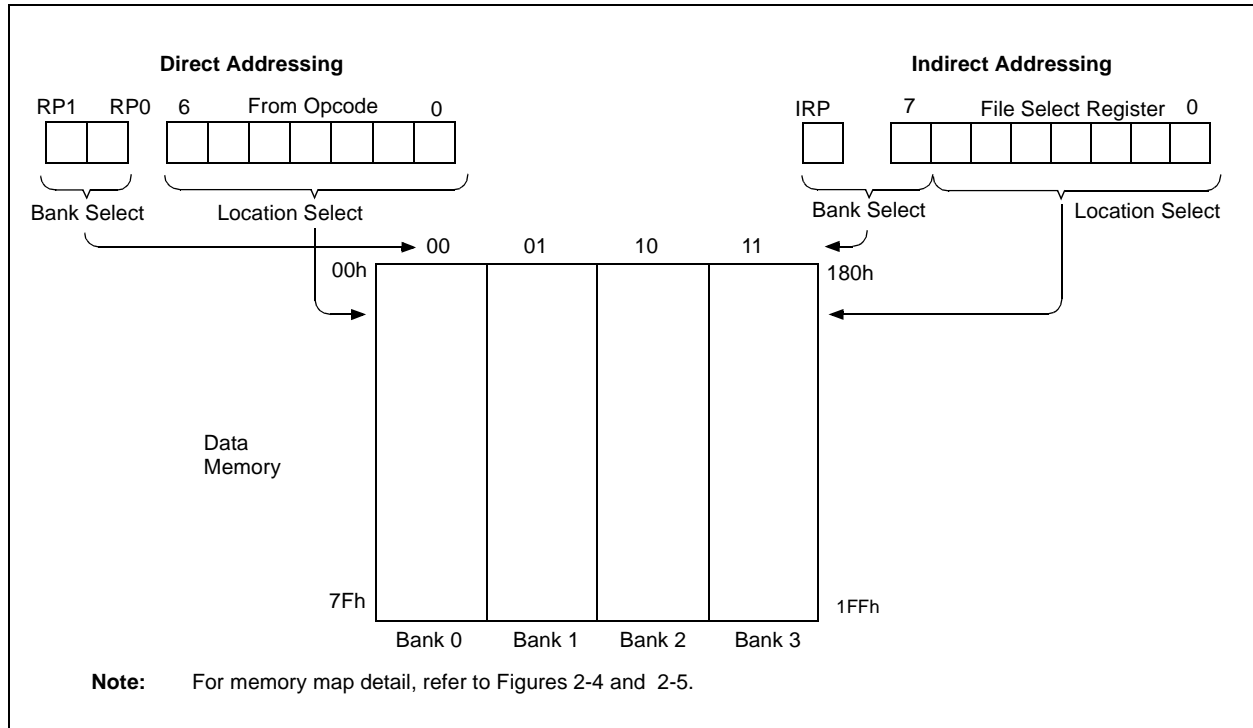 Direct Addressing
Indirect Addressing
RP1 RP0 6 From Opcode 0
IRP 7 File Select Register 0
Bank Select Location Select
Bank Select Location Select
00 01 10 11
00h 180h
Data
Memory
7Fh 1FFh
Bank 0 Bank 1 Bank 2 Bank 3
Note: For memory map detail, refer to Figures 2-4 and 2-5.